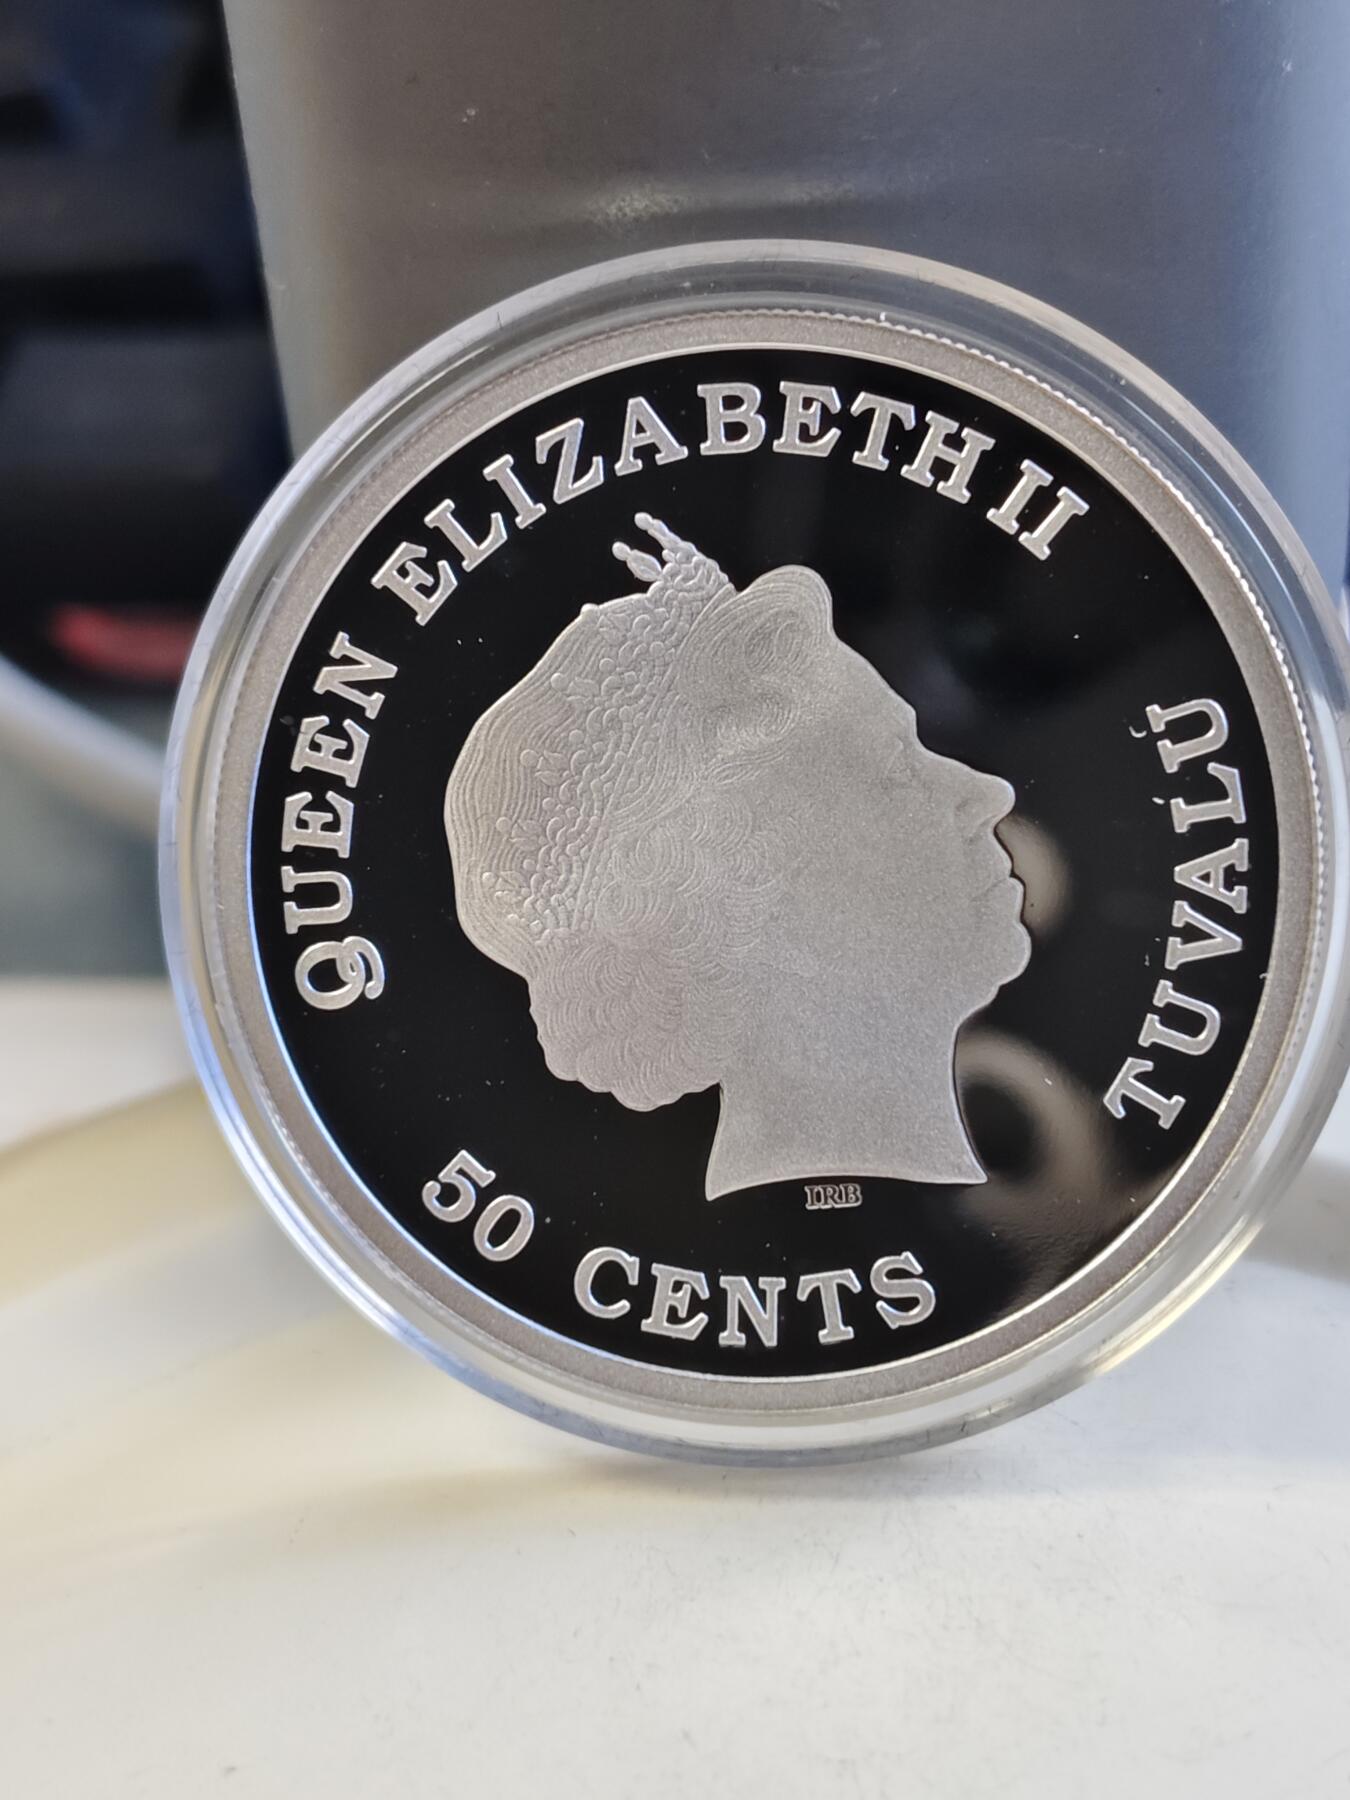 QUEEN ELIZABETH II
TUVALU
IRB
50 CENTS